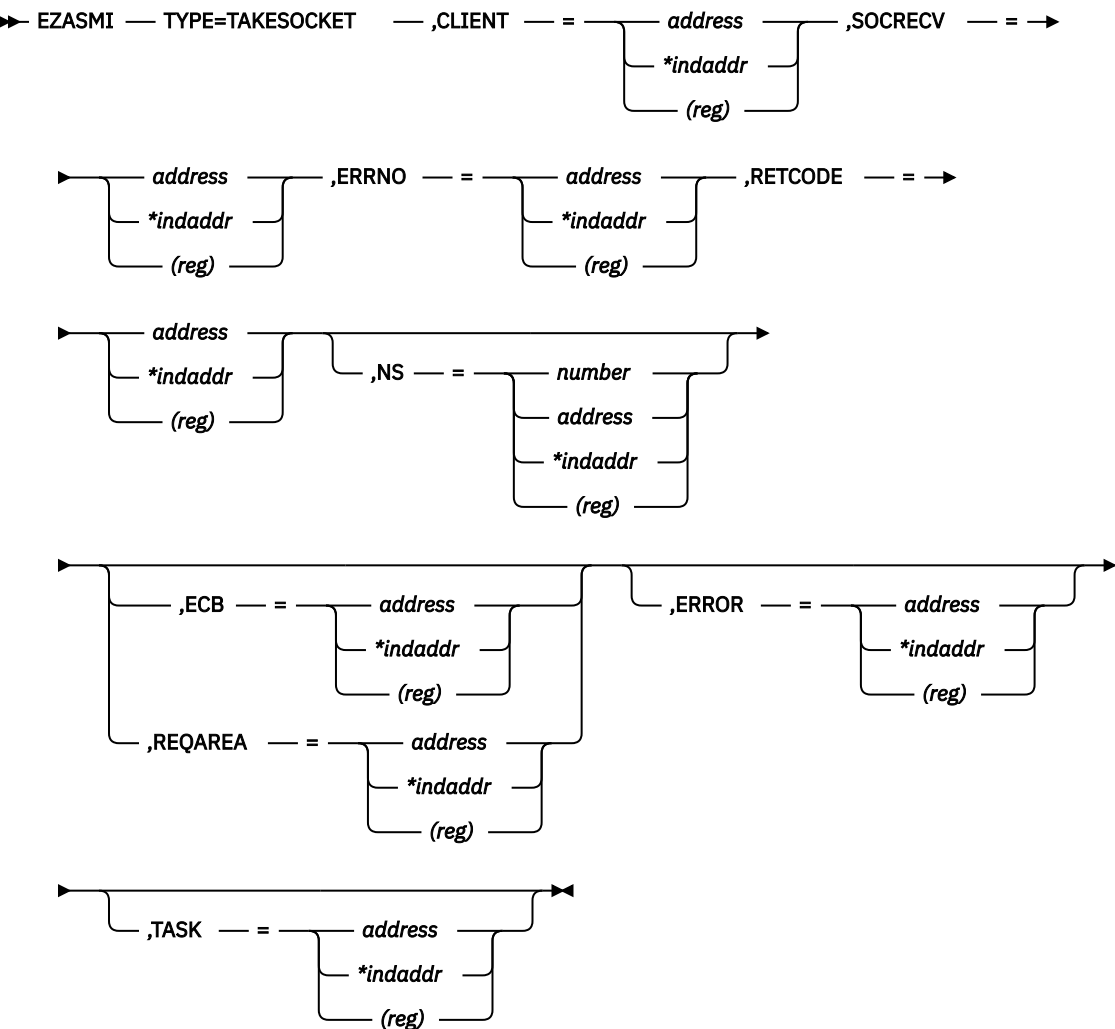 EZASMI TYPE=TAKESOCKET ,CLIENT = address ,SOCRECV =
*indaddr
(reg)
address ,ERRNO = address ,RETCODE =
*indaddr *indaddr
(reg) (reg)
address
*indaddr ,NS = number
(reg) address
*indaddr
(reg)
,ECB = address ,ERROR = address
*indaddr *indaddr
(reg) (reg)
,REQAREA = address
*indaddr
(reg)
,TASK = address
*indaddr
(reg)